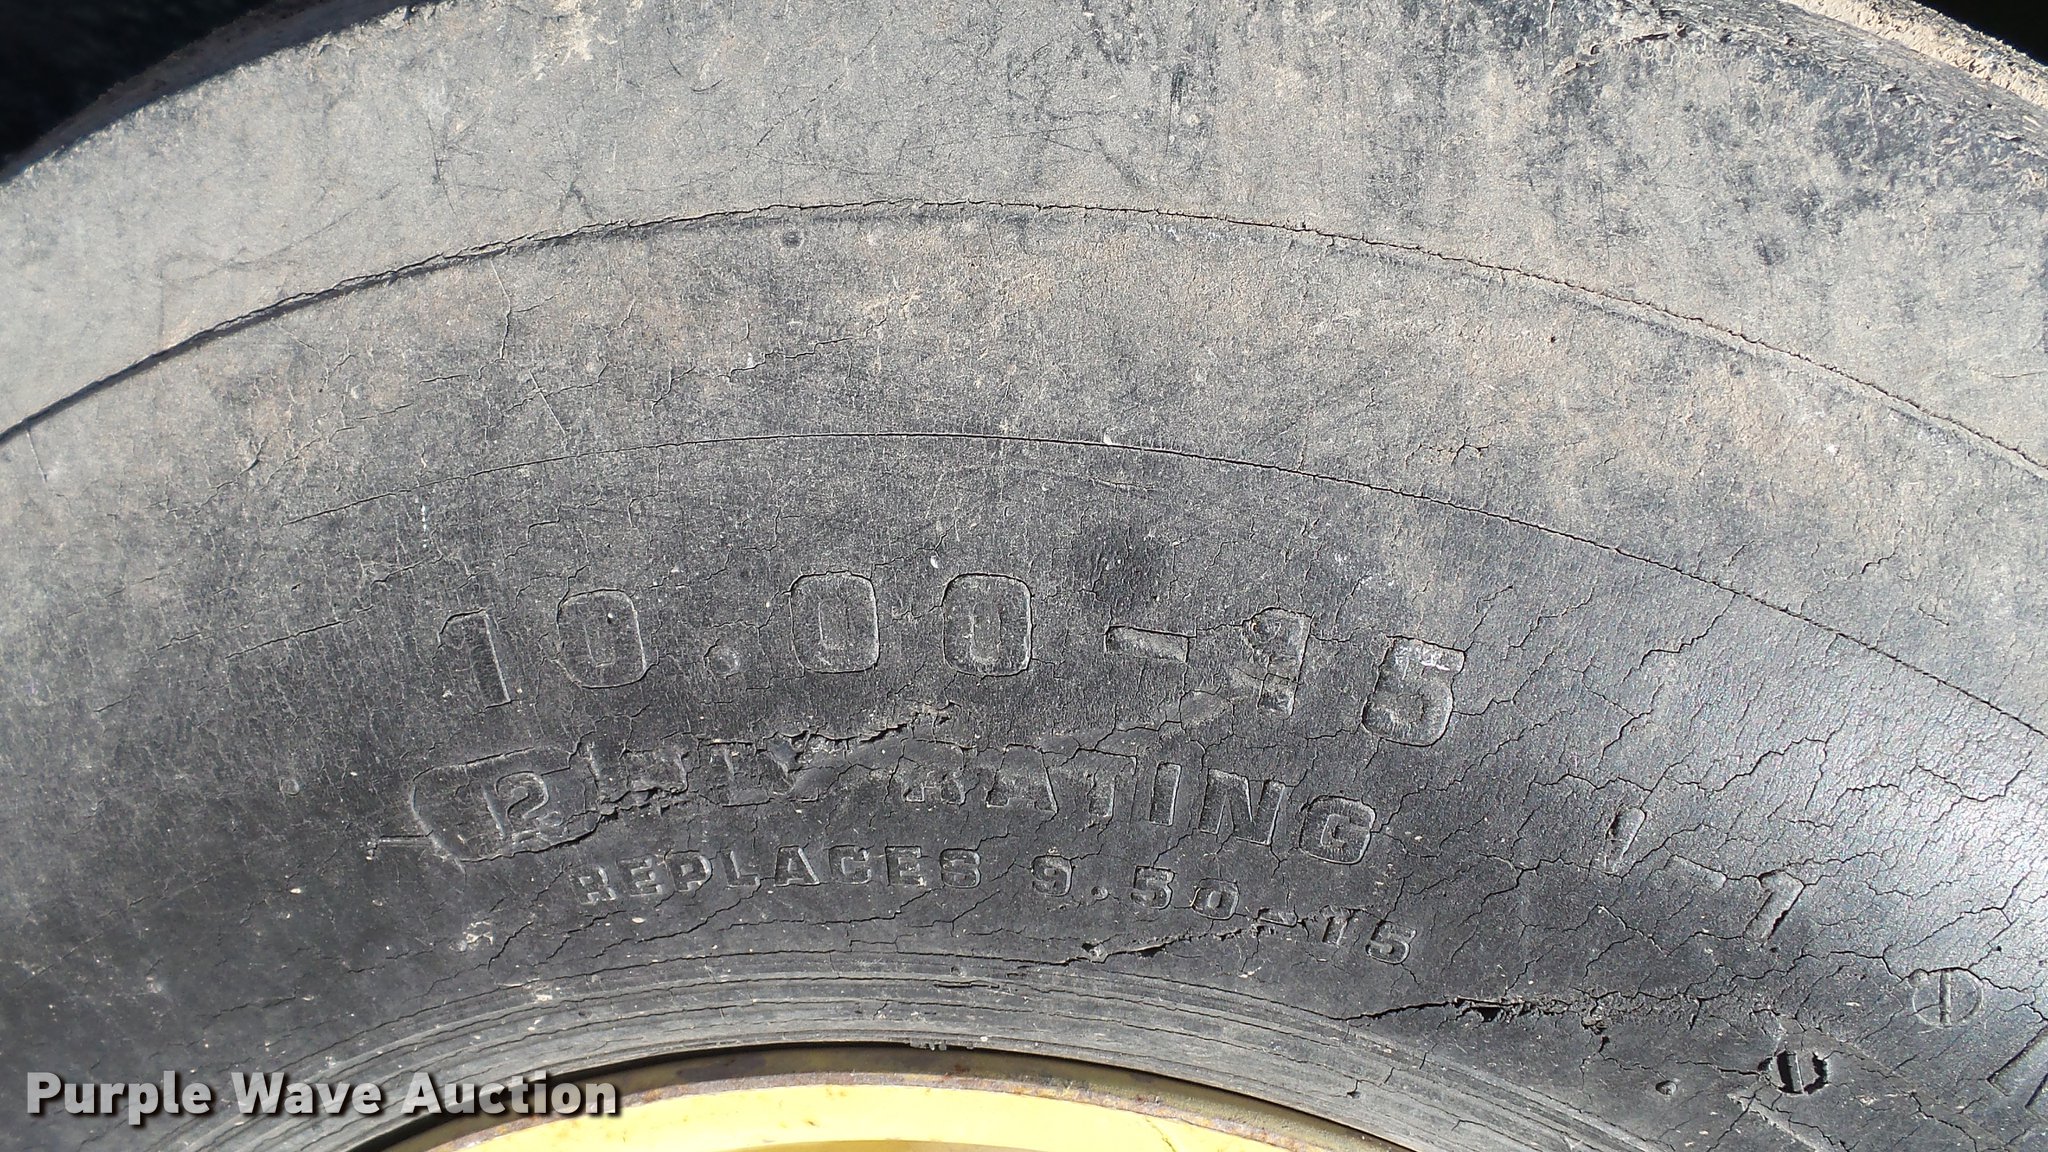 10.00-15
12 PLY RATING
REPLACES 9.50-15
Purple Wave Auction